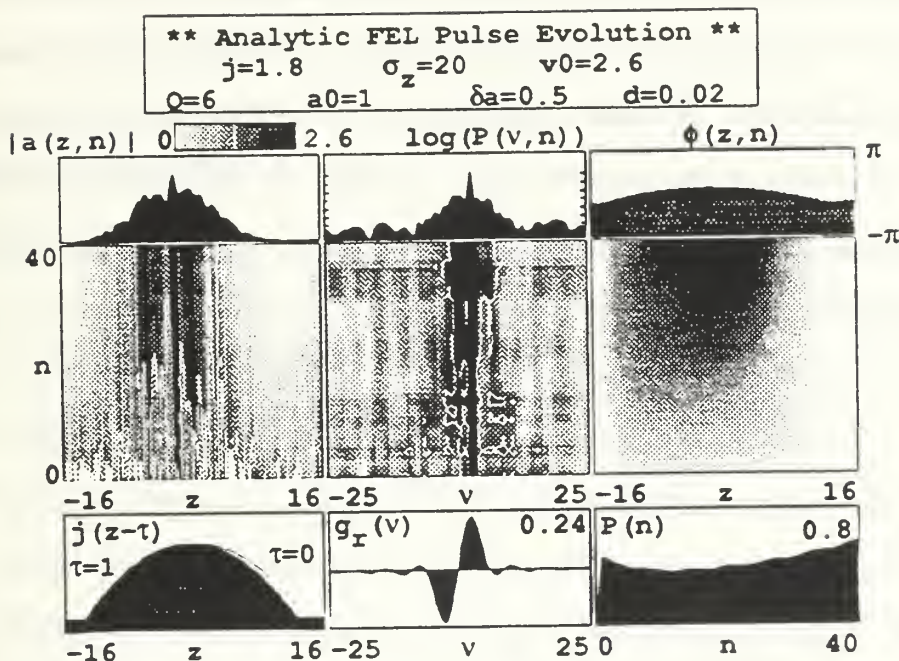 ** Analytic FEL Pulse Evolution **
j=1.8 σz=20 v0=2.6
Q=6 a0=1 δa=0.5 d=0.02
|a(z,n)| 0 2.6 log(P(ν,n)) ϕ(z,n) π
-π
40
n
0
-16 z 16 -25 ν 25 -16 z 16
j(z-τ) gr(ν) 0.24 P(n) 0.8
τ=1 τ=0
-16 z 16 -25 ν 25 0 n 40